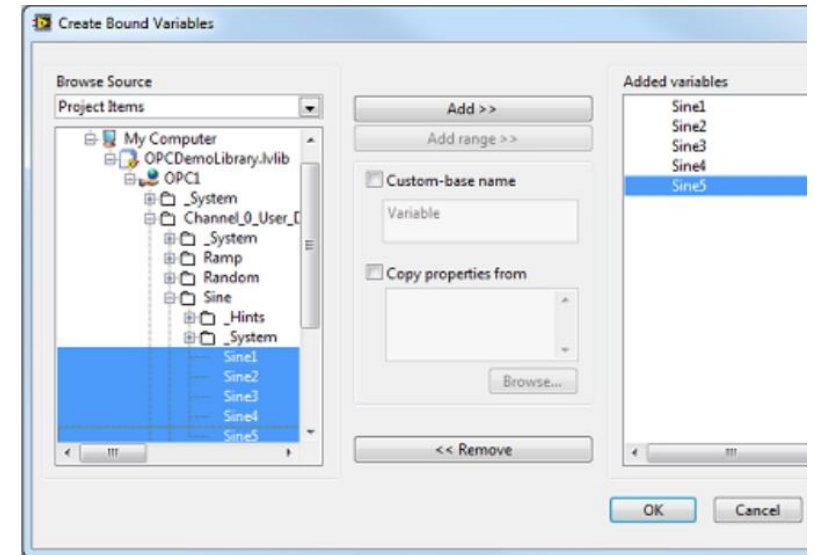 Create Bound Variables
Browse Source
Project Items
My Computer
OPCDemoLibrary.lvlib
OPC1
_System
Channel_0_User_D
_System
Ramp
Random
Sine
_Hints
_System
Sine1
Sine2
Sine3
Sine4
Sine5
Add >>
Add range >>
Custom-base name
Variable
Copy properties from
Browse...
<< Remove
Added variables
Sine1
Sine2
Sine3
Sine4
Sine5
OK
Cancel